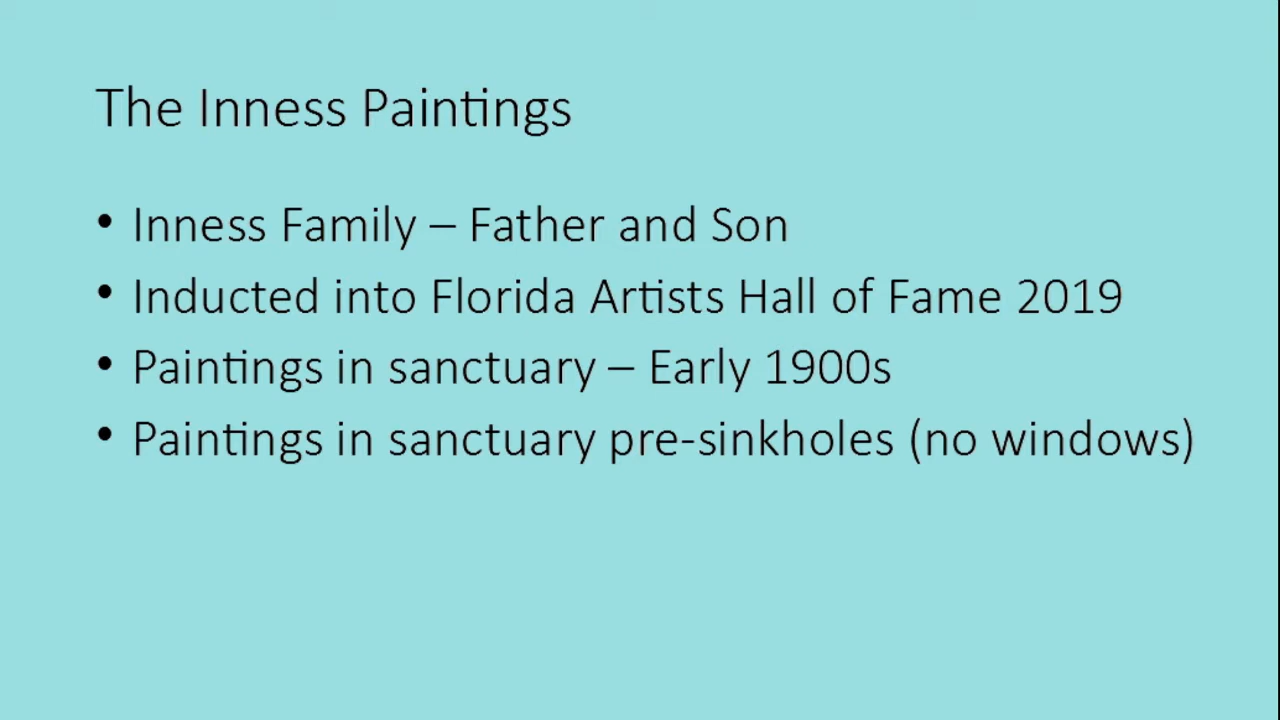 The Inness Paintings
• Inness Family – Father and Son
• Inducted into Florida Artists Hall of Fame 2019
• Paintings in sanctuary – Early 1900s
• Paintings in sanctuary pre-sinkholes (no windows)